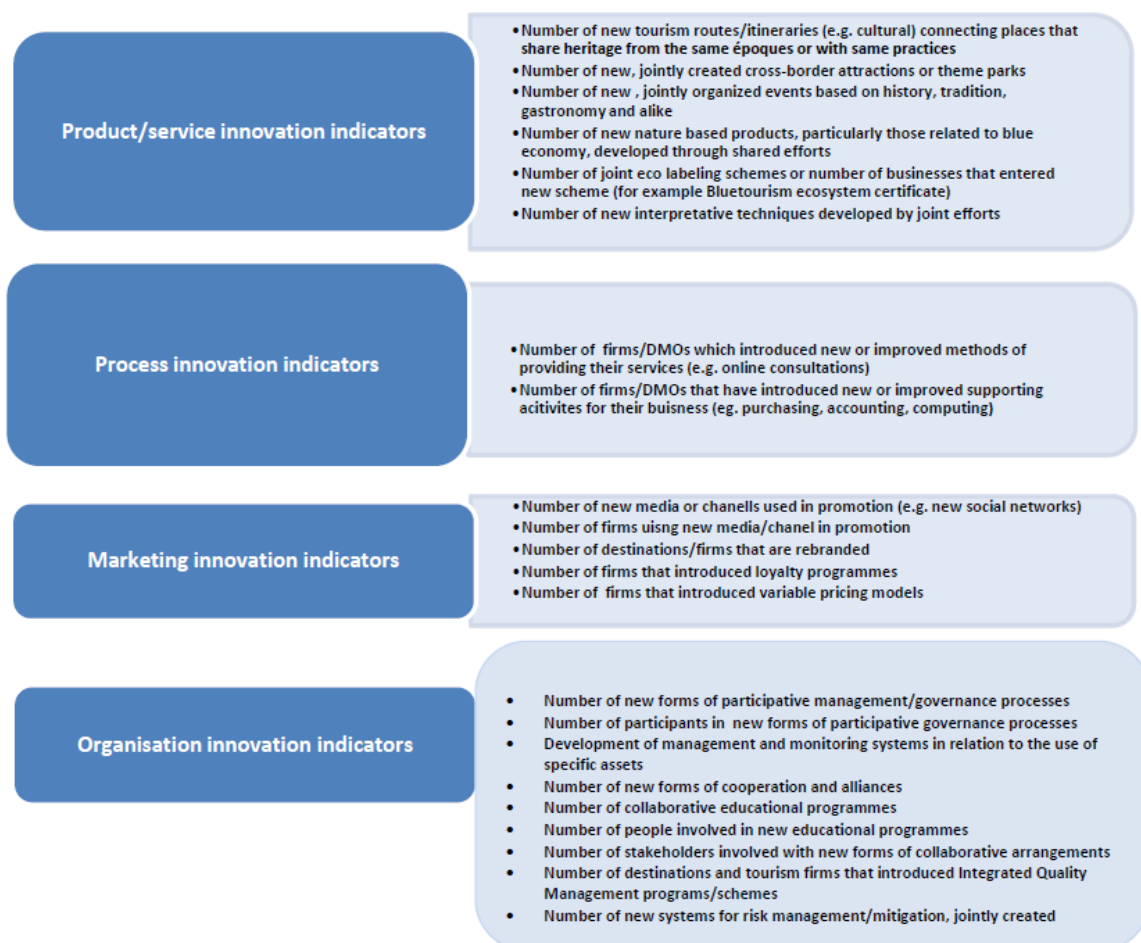 Product/service innovation indicators
•Number of new tourism routes/itineraries (e.g. cultural) connecting places that
share heritage from the same époques or with same practices
•Number of new, jointly created cross-border attractions or theme parks
•Number of new , jointly organized events based on history, tradition,
gastronomy and alike
•Number of new nature based products, particularly those related to blue
economy, developed through shared efforts
•Number of joint eco labeling schemes or number of businesses that entered
new scheme (for example Bluetourism ecosystem certificate)
•Number of new interpretative techniques developed by joint efforts
Process innovation indicators
•Number of firms/DMOs which introduced new or improved methods of
providing their services (e.g. online consultations)
•Number of firms/DMOs that have introduced new or improved supporting
acitivites for their buisness (eg. purchasing, accounting, computing)
Marketing innovation indicators
•Number of new media or chanells used in promotion (e.g. new social networks)
•Number of firms uisng new media/chanel in promotion
•Number of destinations/firms that are rebranded
•Number of firms that introduced loyalty programmes
•Number of firms that introduced variable pricing models
Organisation innovation indicators
• Number of new forms of participative management/governance processes
• Number of participants in new forms of participative governance processes
• Development of management and monitoring systems in relation to the use of
specific assets
• Number of new forms of cooperation and alliances
• Number of collaborative educational programmes
• Number of people involved in new educational programmes
• Number of stakeholders involved with new forms of collaborative arrangements
• Number of destinations and tourism firms that introduced Integrated Quality
Management programs/schemes
• Number of new systems for risk management/mitigation, jointly created